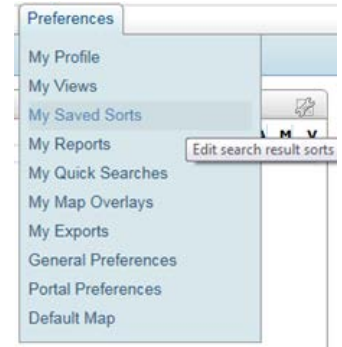 Preferences
My Profile
My Views
My Saved Sorts
My Reports
Edit search result sorts
My Quick Searches
My Map Overlays
My Exports
General Preferences
Portal Preferences
Default Map